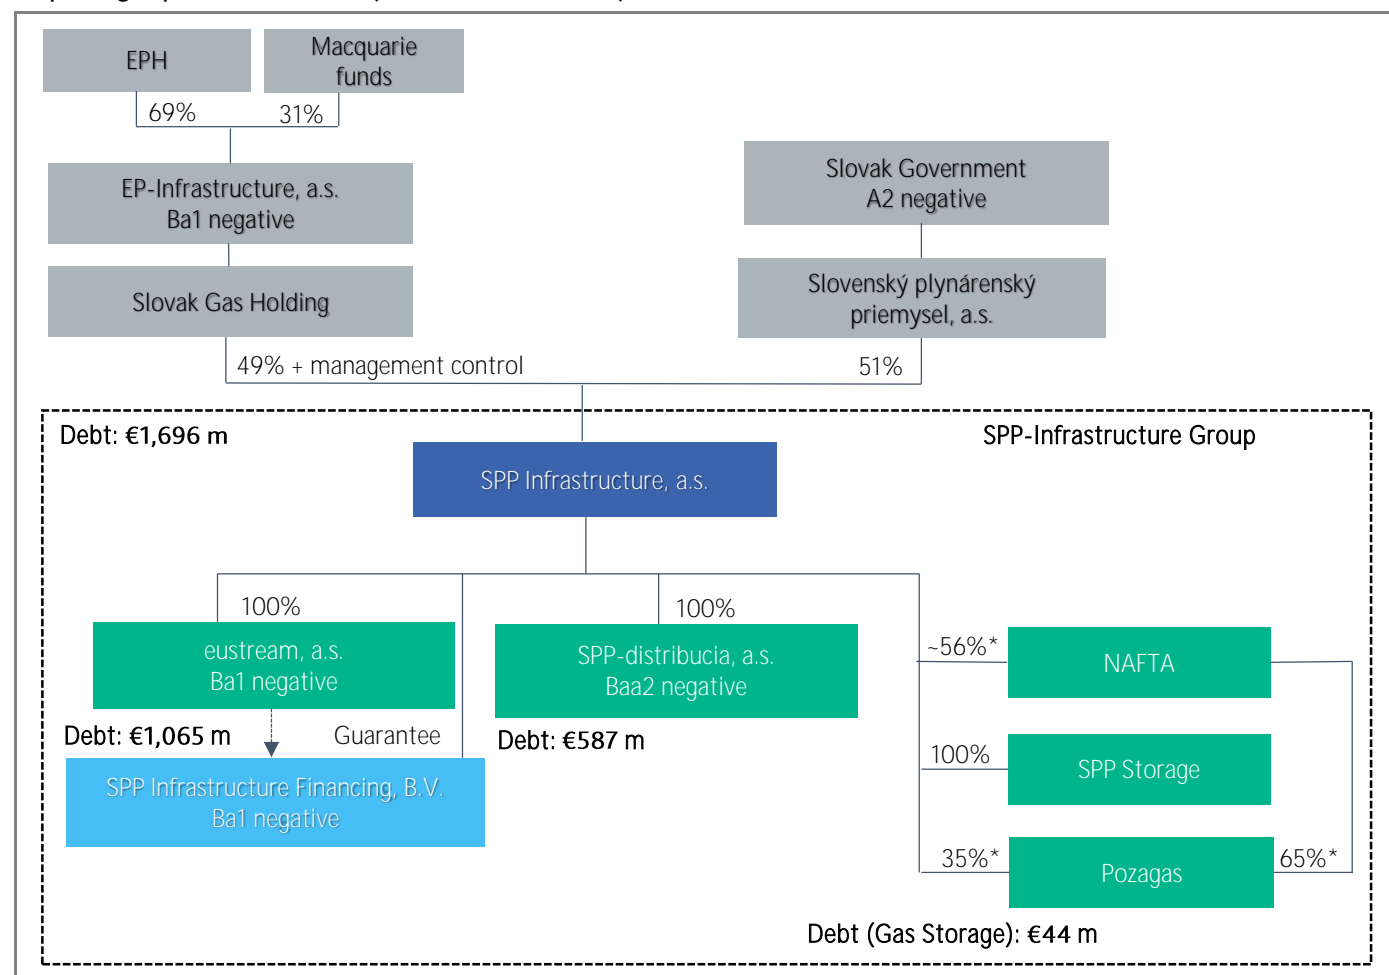 EPH
Macquarie
funds
69%
31%
EP-Infrastructure, a.s.
Ba1 negative
Slovak Government
A2 negative
Slovak Gas Holding
Slovenský plynárenský
priemysel, a.s.
49% + management control
51%
Debt: €1,696 m
SPP-Infrastructure Group
SPP Infrastructure, a.s.
100%
100%
eustream, a.s.
Ba1 negative
SPP-distribucia, a.s.
Baa2 negative
~56%*
NAFTA
Debt: €1,065 m
Guarantee
Debt: €587 m
100%
SPP Storage
SPP Infrastructure Financing, B.V.
Ba1 negative
35%*
Pozagas
65%*
Debt (Gas Storage): €44 m